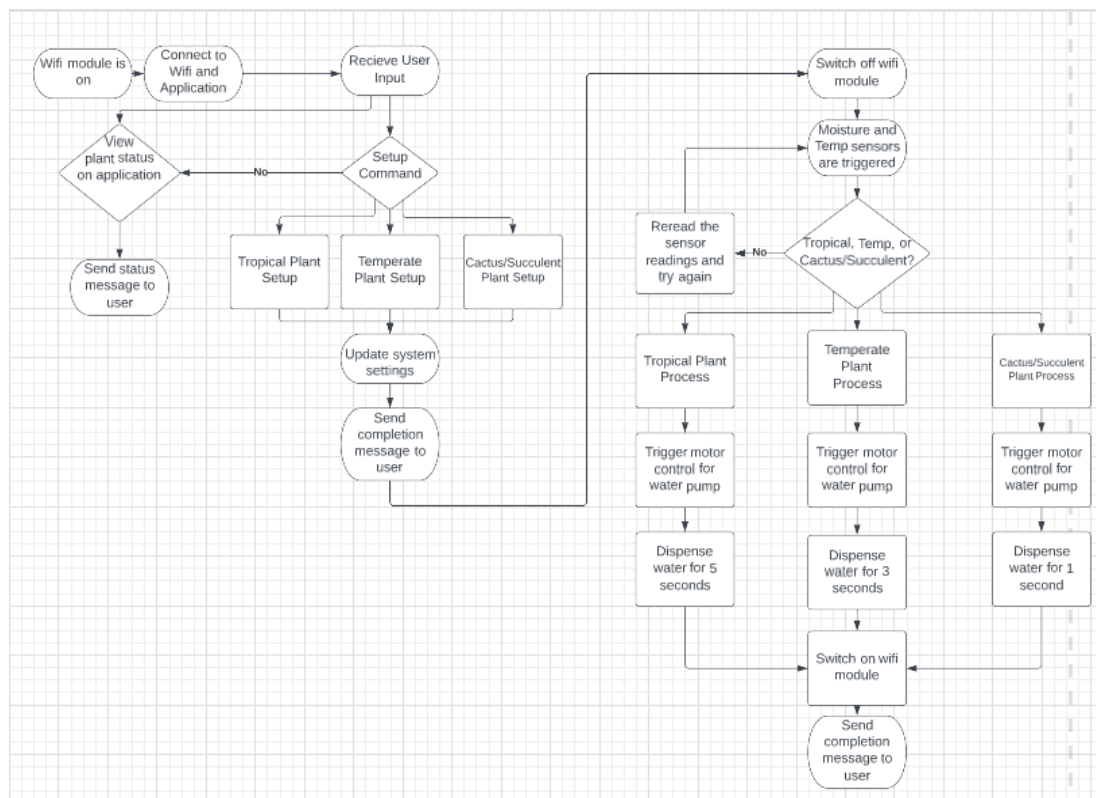 Wifi module is
on
Connect to
Wifi and
Application
Recieve User
Input
View
plant status
on application
No
Setup
Command
Send status
message to
user
Tropical Plant
Setup
Temperate
Plant Setup
Cactus/Succulent
Plant Setup
Update system
settings
Send
completion
message to
user
Switch off wifi
module
Moisture and
Temp sensors
are triggered
Reread the
sensor
readings and
try again
No
Tropical, Temp, or
Cactus/Succulent?
Tropical Plant
Process
Temperate
Plant
Process
Cactus/Succulent
Plant Process
Trigger motor
control for
water pump
Trigger motor
control for
water pump
Trigger motor
control for
water pump
Dispense
water for 5
seconds
Dispense
water for 3
seconds
Dispense
water for 1
second
Switch on wifi
module
Send
completion
message to
user